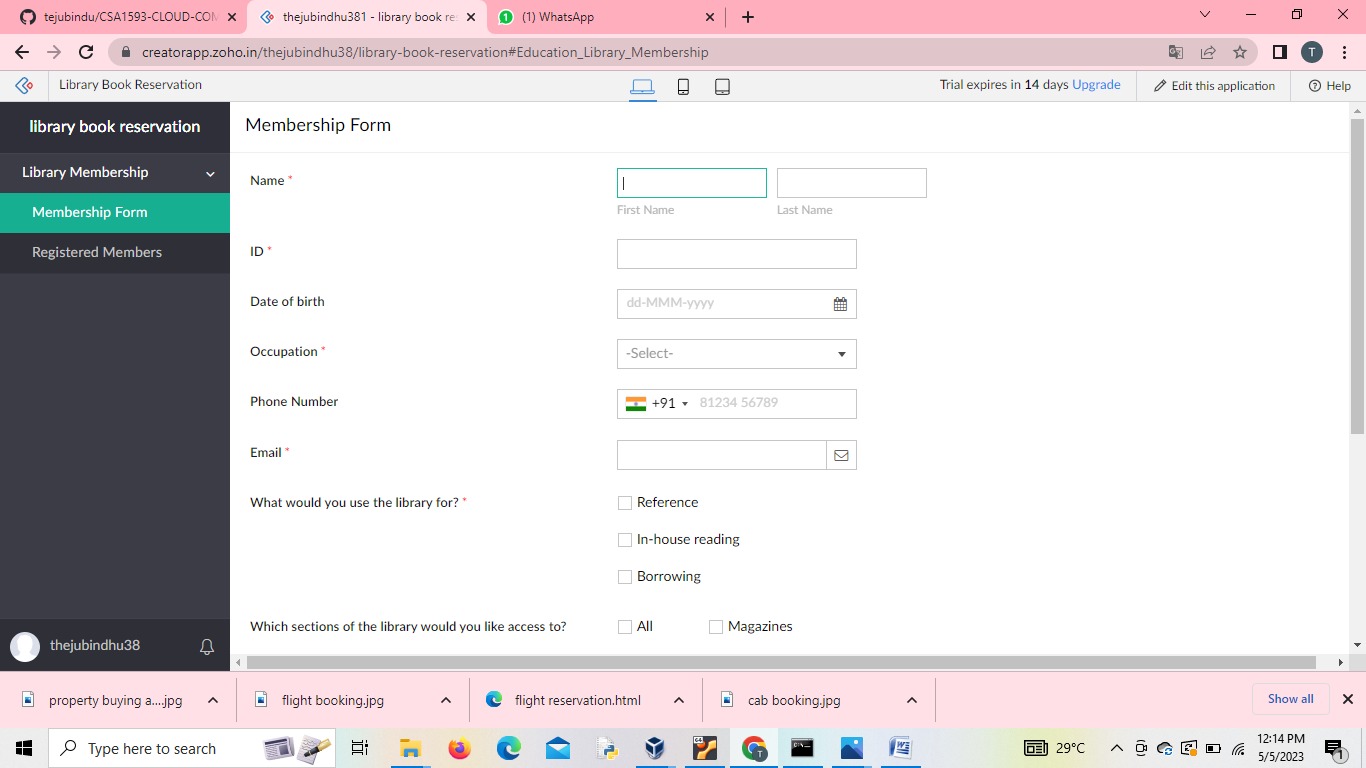 tejubindu/CSA1593-CLOUD-COM
thejubindhu381 - library book re
(1) WhatsApp
creatorapp.zoho.in/thejubindhu38/library-book-reservation#Education_Library_Membership
T
Library Book Reservation
Trial expires in 14 days Upgrade
Edit this application
Help
library book reservation
Library Membership
Membership Form
Registered Members
thejubindhu38
Membership Form
Name *
First Name
Last Name
ID *
Date of birth
dd-MMM-yyyy
Occupation *
-Select-
Phone Number
+91
81234 56789
Email *
What would you use the library for? *
Reference
In-house reading
Borrowing
Which sections of the library would you like access to?
All
Magazines
property buying a....jpg
flight booking.jpg
flight reservation.html
cab booking.jpg
Show all
Type here to search
29°C
12:14 PM
5/5/2023
1